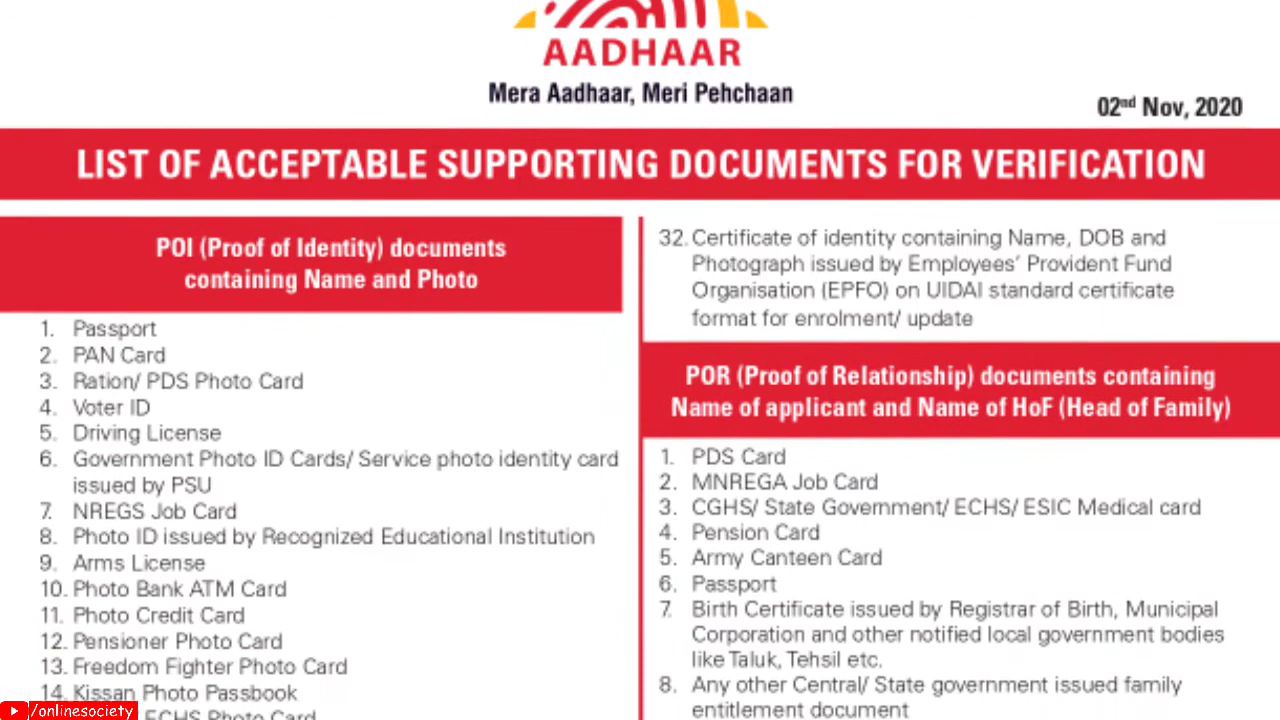 AADHAAR
Mera Aadhaar, Meri Pehchaan
02nd Nov, 2020
LIST OF ACCEPTABLE SUPPORTING DOCUMENTS FOR VERIFICATION
POI (Proof of Identity) documents
containing Name and Photo
1. Passport
2. PAN Card
3. Ration/ PDS Photo Card
4. Voter ID
5. Driving License
6. Government Photo ID Cards/ Service photo identity card
issued by PSU
7. NREGS Job Card
8. Photo ID issued by Recognized Educational Institution
9. Arms License
10. Photo Bank ATM Card
11. Photo Credit Card
12. Pensioner Photo Card
13. Freedom Fighter Photo Card
14. Kissan Photo Passbook
ECHS Photo Card
/onlinesociety
32. Certificate of identity containing Name, DOB and
Photograph issued by Employees' Provident Fund
Organisation (EPFO) on UIDAI standard certificate
format for enrolment/ update
POR (Proof of Relationship) documents containing
Name of applicant and Name of HoF (Head of Family)
1. PDS Card
2. MNREGA Job Card
3. CGHS/ State Government/ ECHS/ ESIC Medical card
4. Pension Card
5. Army Canteen Card
6. Passport
7. Birth Certificate issued by Registrar of Birth, Municipal
Corporation and other notified local government bodies
like Taluk, Tehsil etc.
8. Any other Central/ State government issued family
entitlement document